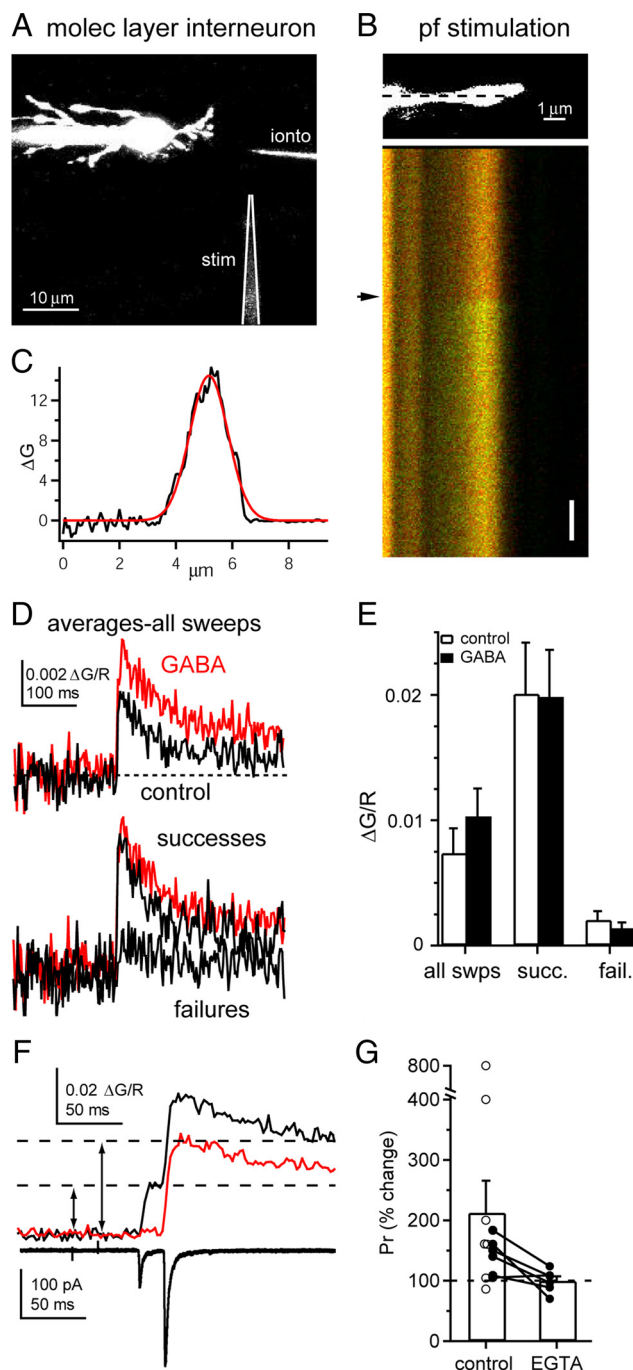 A molec layer interneuron
ionto
stim
10 μm
B pf stimulation
1 μm
C
12
8
4
0
ΔG
0 2 4 6 8
μm
D
averages-all sweeps
0.002 ΔG/R
100 ms
GABA
control
successes
failures
E
control
GABA
0.02
0.01
0
ΔG/R
all swps succ. fail.
F
0.02 ΔG/R
50 ms
100 pA
50 ms
G
800
400
300
200
100
0
Pr (% change)
control EGTA